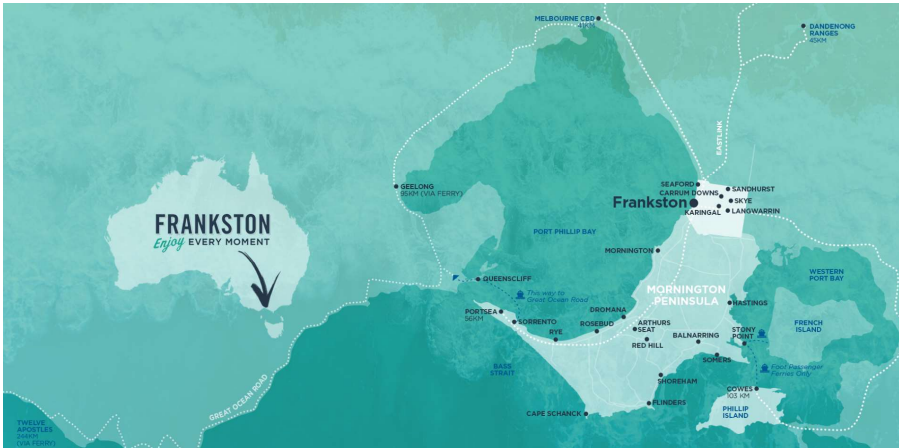 MELBOURNE CBD
41KM
DANDENONG
RANGES
45KM
EASTLINK
GEELONG
95KM (VIA FERRY)
SEAFORD
CARRUM DOWNS
SANDHURST
SKYE
Frankston
KARINGAL
LANGWARRIN
FRANKSTON
Enjoy EVERY MOMENT
PORT PHILLIP BAY
MORNINGTON
WESTERN
PORT BAY
QUEENSCLIFF
This way to
Great Ocean Road
MORNINGTON
PENINSULA
HASTINGS
PORTSEA
56KM
SORRENTO
DROMANA
ROSEBUD
RYE
ARTHURS
SEAT
RED HILL
BALNARRING
STONY
POINT
FRENCH
ISLAND
SOMERS
Foot Passenger
Ferries Only
BASS
STRAIT
SHOREHAM
COWES
103 KM
GREAT OCEAN ROAD
FLINDERS
CAPE SCHANCK
PHILLIP
ISLAND
TWELVE
APOSTLES
244KM
(VIA FERRY)